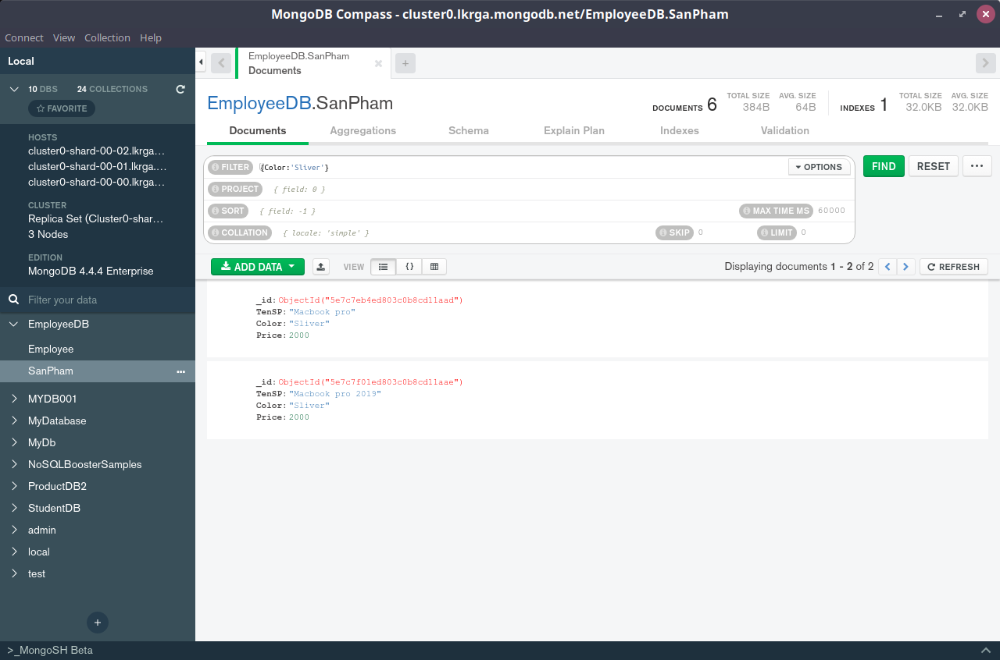 MongoDB Compass - cluster0.lkrga.mongodb.net/EmployeeDB.SanPham
Connect View Collection Help
Local
10 DBS 24 COLLECTIONS
FAVORITE
HOSTS
cluster0-shard-00-02.lkrga...
cluster0-shard-00-01.lkrga....
cluster0-shard-00-00.lkrga...
CLUSTER
Replica Set (Cluster0-shar...
3 Nodes
EDITION
MongoDB 4.4.4 Enterprise
Filter your data
EmployeeDB
Employee
SanPham
MYDB001
MyDatabase
MyDb
NoSQLBoosterSamples
ProductDB2
StudentDB
admin
local
test
EmployeeDB.SanPham
Documents
EmployeeDB.SanPham
DOCUMENTS 6 TOTAL SIZE 384B AVG. SIZE 64B INDEXES 1 TOTAL SIZE 32.0KB AVG. SIZE 32.0KB
Documents Aggregations Schema Explain Plan Indexes Validation
FILTER {Color:'Sliver'} OPTIONS FIND RESET
PROJECT { field: 0 }
SORT { field: -1 } MAX TIME MS 60000
COLLATION { locale: 'simple' } SKIP 0 LIMIT 0
ADD DATA VIEW {} Displaying documents 1 - 2 of 2 REFRESH
_id:ObjectId("5e7c7eb4ed803c0b8cd11aad")
TenSP:"Macbook pro"
Color:"Sliver"
Price:2000
_id:ObjectId("5e7c7f01ed803c0b8cd11aae")
TenSP:"Macbook pro 2019"
Color:"Sliver"
Price:2000
>_MongoSH Beta